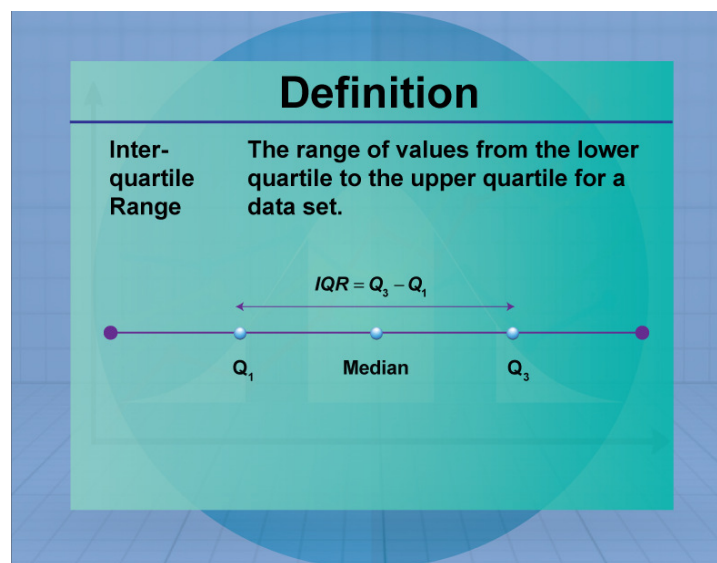 Definition
Inter-
quartile
Range
The range of values from the lower
quartile to the upper quartile for a
data set.
IQR = Q₃ − Q₁
Q₁ Median Q₃